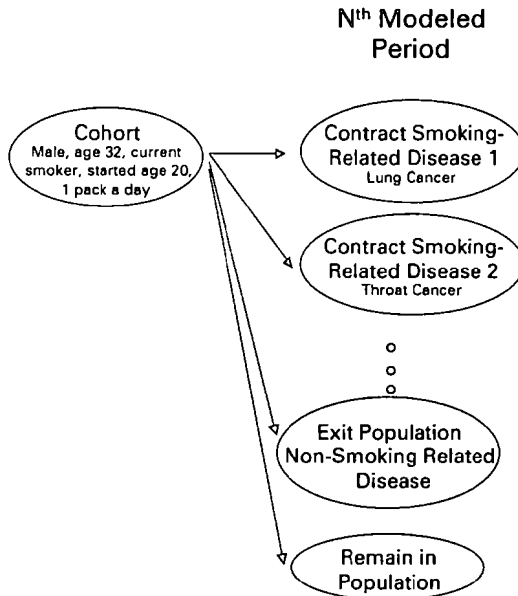 Nth Modeled
Period
Cohort
Male, age 32, current
smoker, started age 20,
1 pack a day
Contract Smoking-
Related Disease 1
Lung Cancer
Contract Smoking-
Related Disease 2
Throat Cancer
Exit Population
Non-Smoking Related
Disease
Remain in
Population